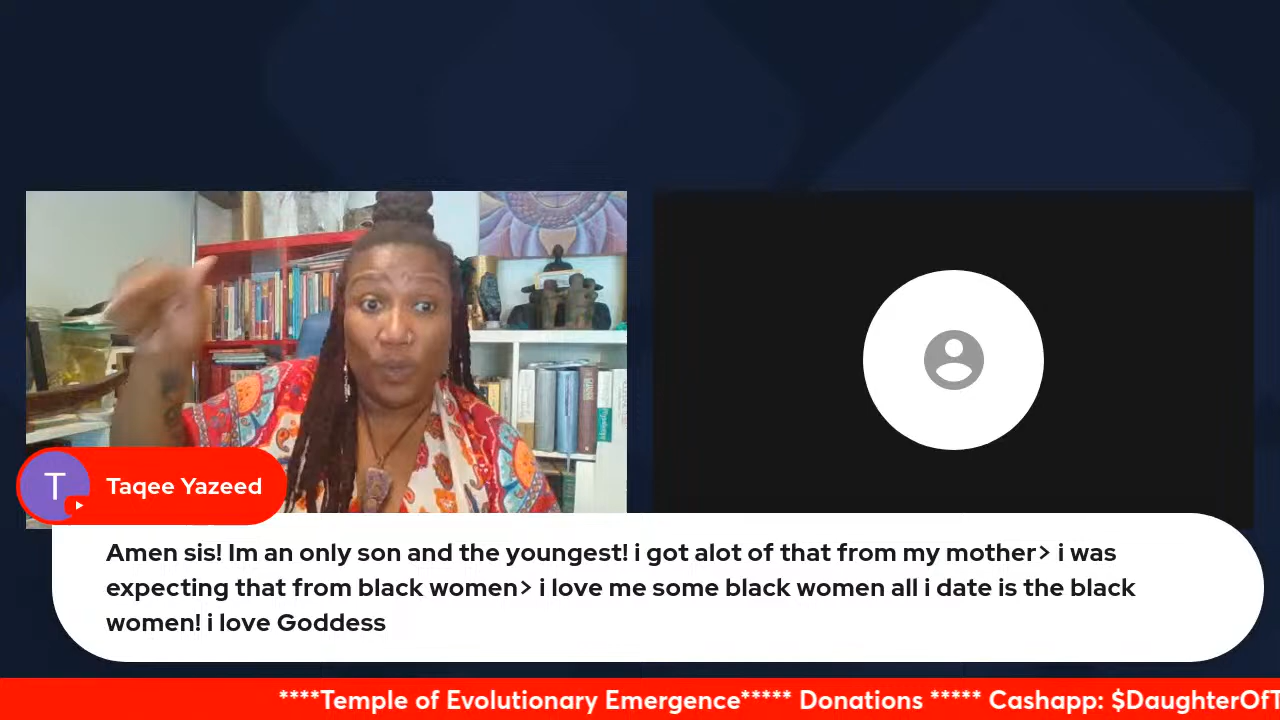 T
Taqee Yazeed
Amen sis! Im an only son and the youngest! i got alot of that from my mother> i was
expecting that from black women> i love me some black women all i date is the black
women! i love Goddess
****Temple of Evolutionary Emergence***** Donations ***** Cashapp: $DaughterOfT